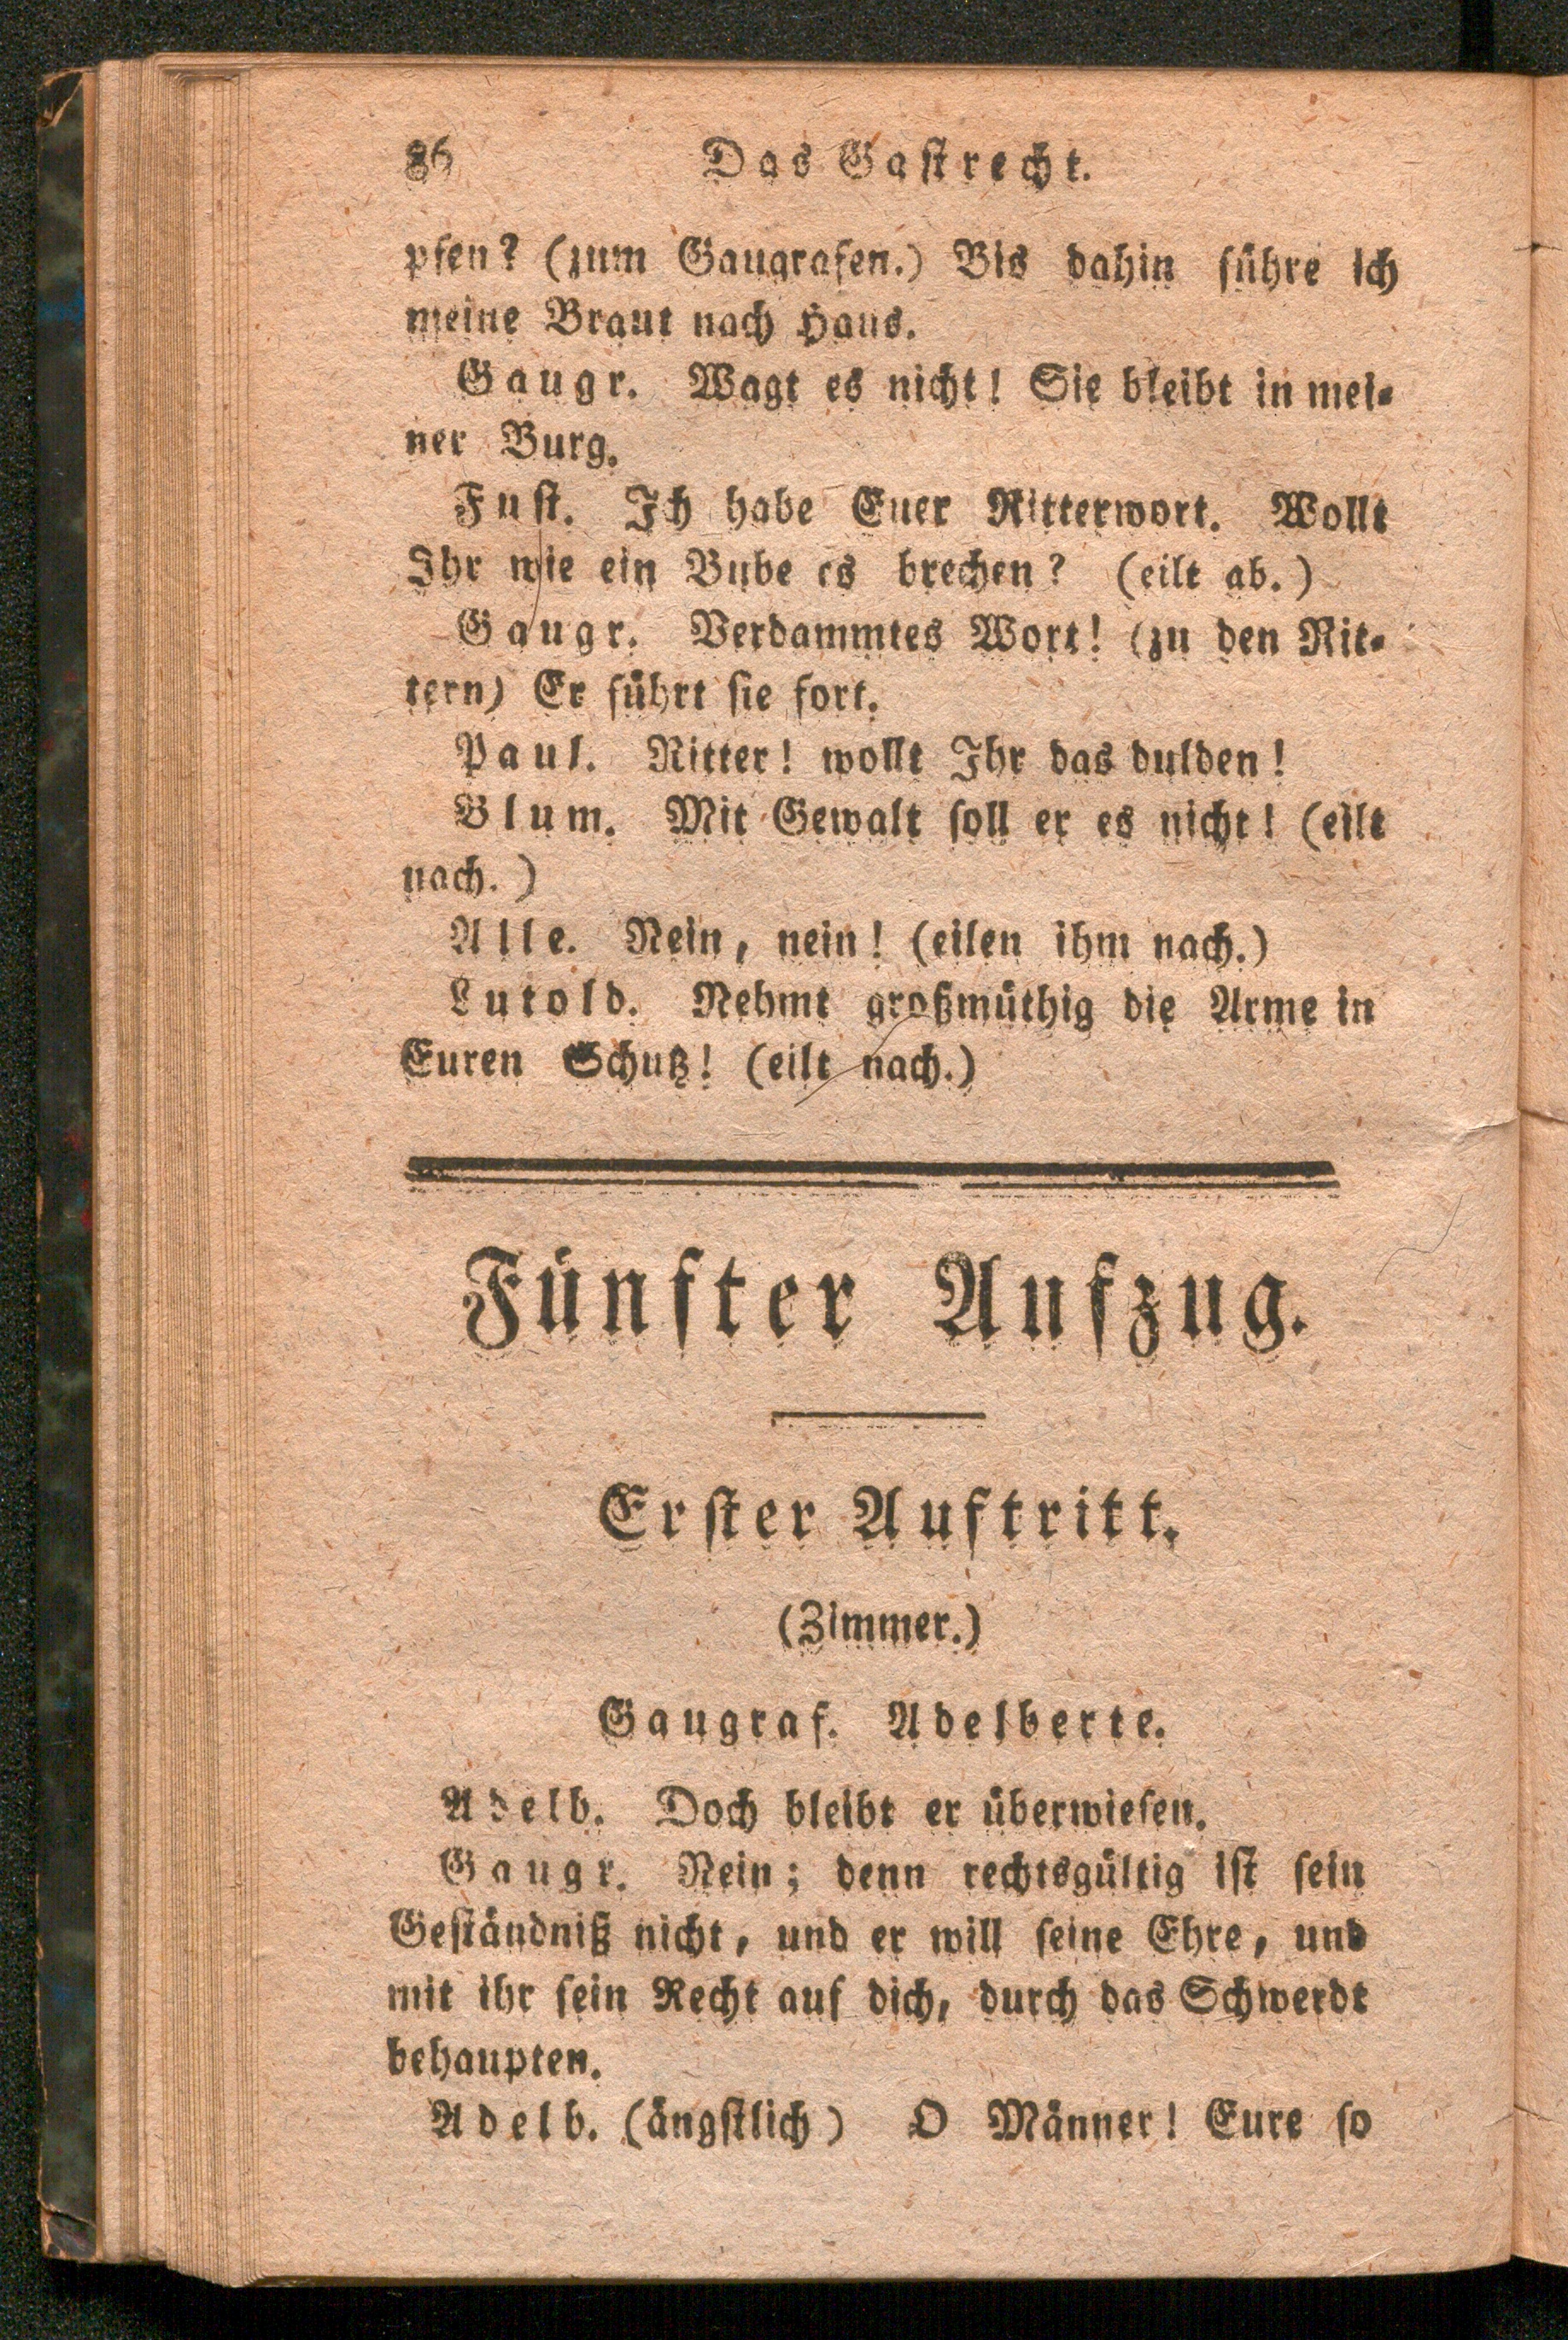 86 Das Gastrecht.
pfen? (zum Gaugrafen.) Bis dahin führe ich
meine Braut nach Haus.
Gaugr. Wagt es nicht! Sie bleibt in mei-
ner Burg.
Fust. Ich habe Euer Ritterwort. Wollt
Ihr wie ein Bube es brechen? (eilt ab.)
Gaugr. Verdammtes Wort! (zu den Rit-
tern) Er führt sie fort.
Paul. Ritter! wollt Ihr das dulden!
Blum. Mit Gewalt soll er es nicht! (eilt
nach.)
Alle. Nein, nein! (eilen ihm nach.)
Lutold. Nehmt großmüthig die Arme in
Euren Schutz! (eilt nach.)
Fünfter Aufzug.
Erster Auftritt.
(Zimmer.)
Gaugraf. Adelberte.
Adelb. Doch bleibt er überwiesen.
Gaugr. Nein; denn rechtsgültig ist sein
Geständniß nicht, und er will seine Ehre, und
mit ihr sein Recht auf dich, durch das Schwerdt
behaupten.
Adelb. (ängstlich) O Männer! Eure so